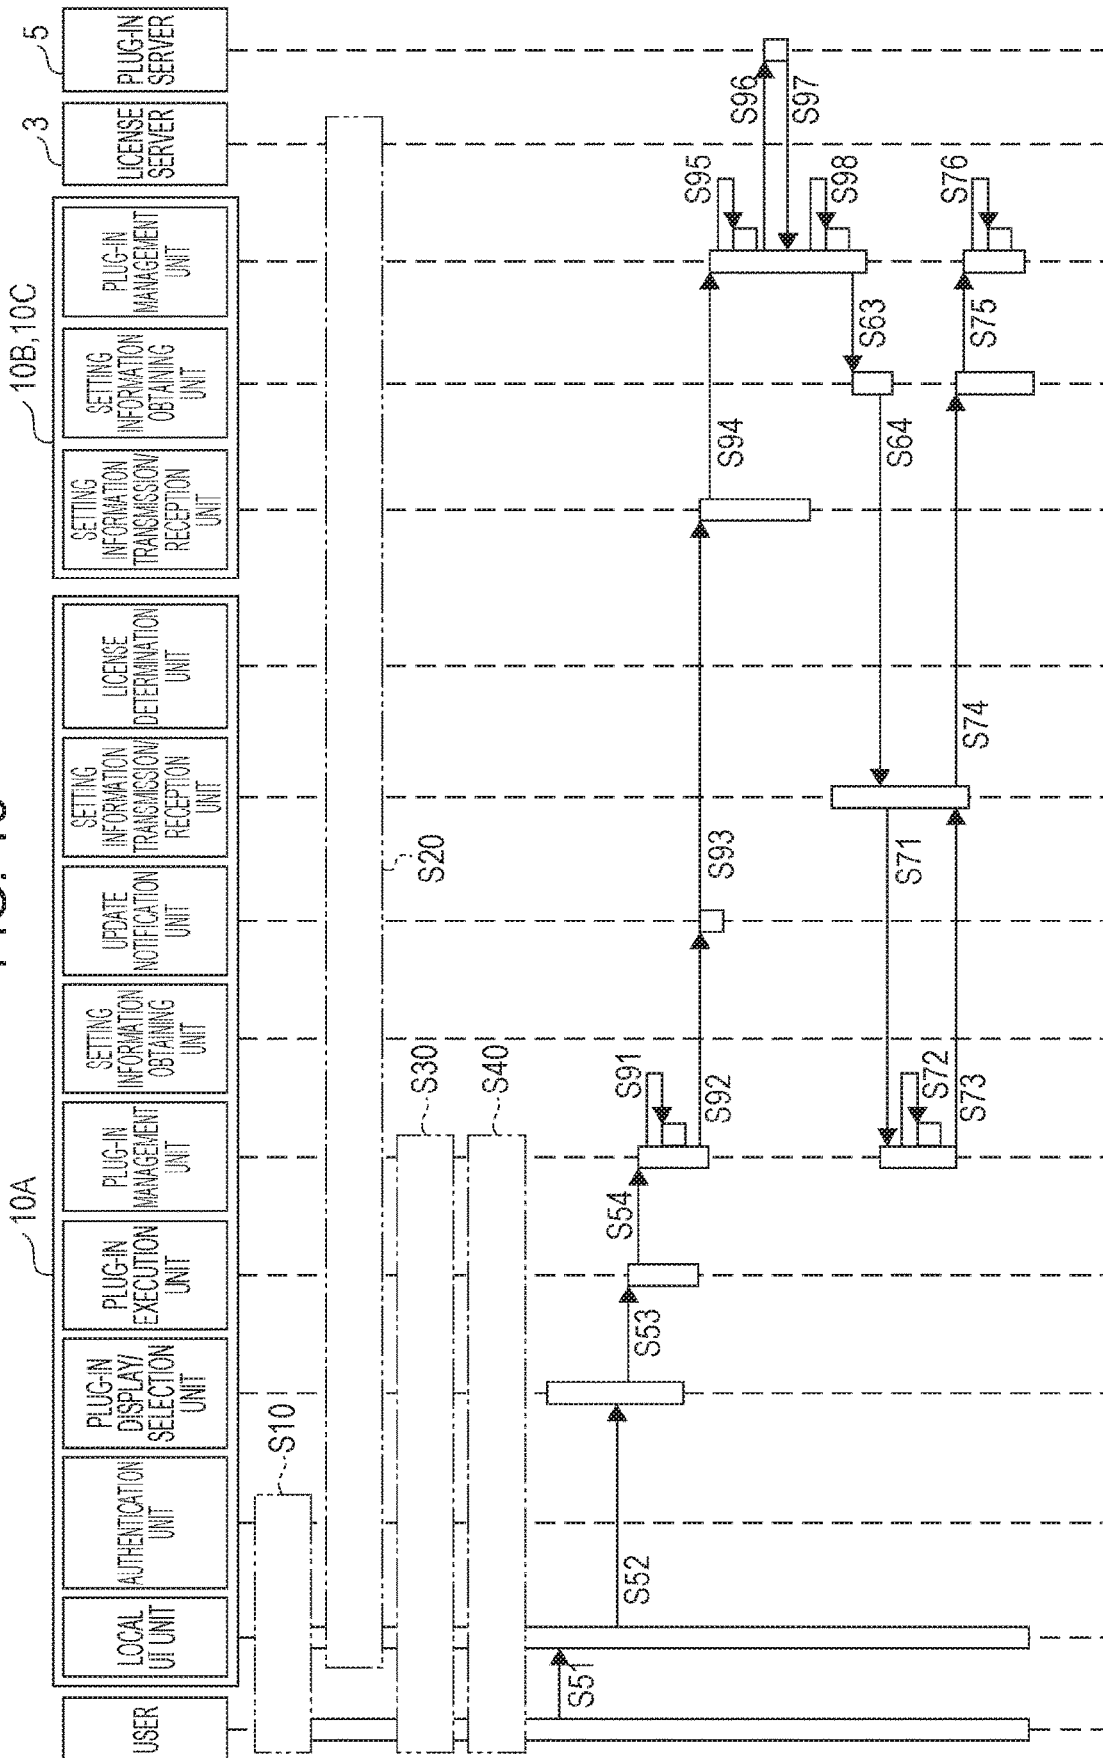 10A
10B,10C
3
5
USER
LOCAL
UT UNIT
AUTHENTICATION
UNIT
PLUG-IN
DISPLAY/
SELECTION
UNIT
PLUG-IN
EXECUTION
UNIT
PLUG-IN
MANAGEMENT
UNIT
SETTING
INFORMATION
OBTAINING
UNIT
UPDATE
NOTIFICATION
UNIT
SETTING
INFORMATION
TRANSMISSION/
RECEPTION
UNIT
LICENSE
DETERMINATION
UNIT
SETTING
INFORMATION
TRANSMISSION/
RECEPTION
UNIT
SETTING
INFORMATION
OBTAINING
UNIT
PLUG-IN
MANAGEMENT
UNIT
LICENSE
SERVER
PLUG-IN
SERVER
S10
S20
S30
S40
S51
S52
S53
S54
S91
S92
S93
S94
S95
S96
S97
S98
S63
S64
S71
S72
S73
S74
S75
S76